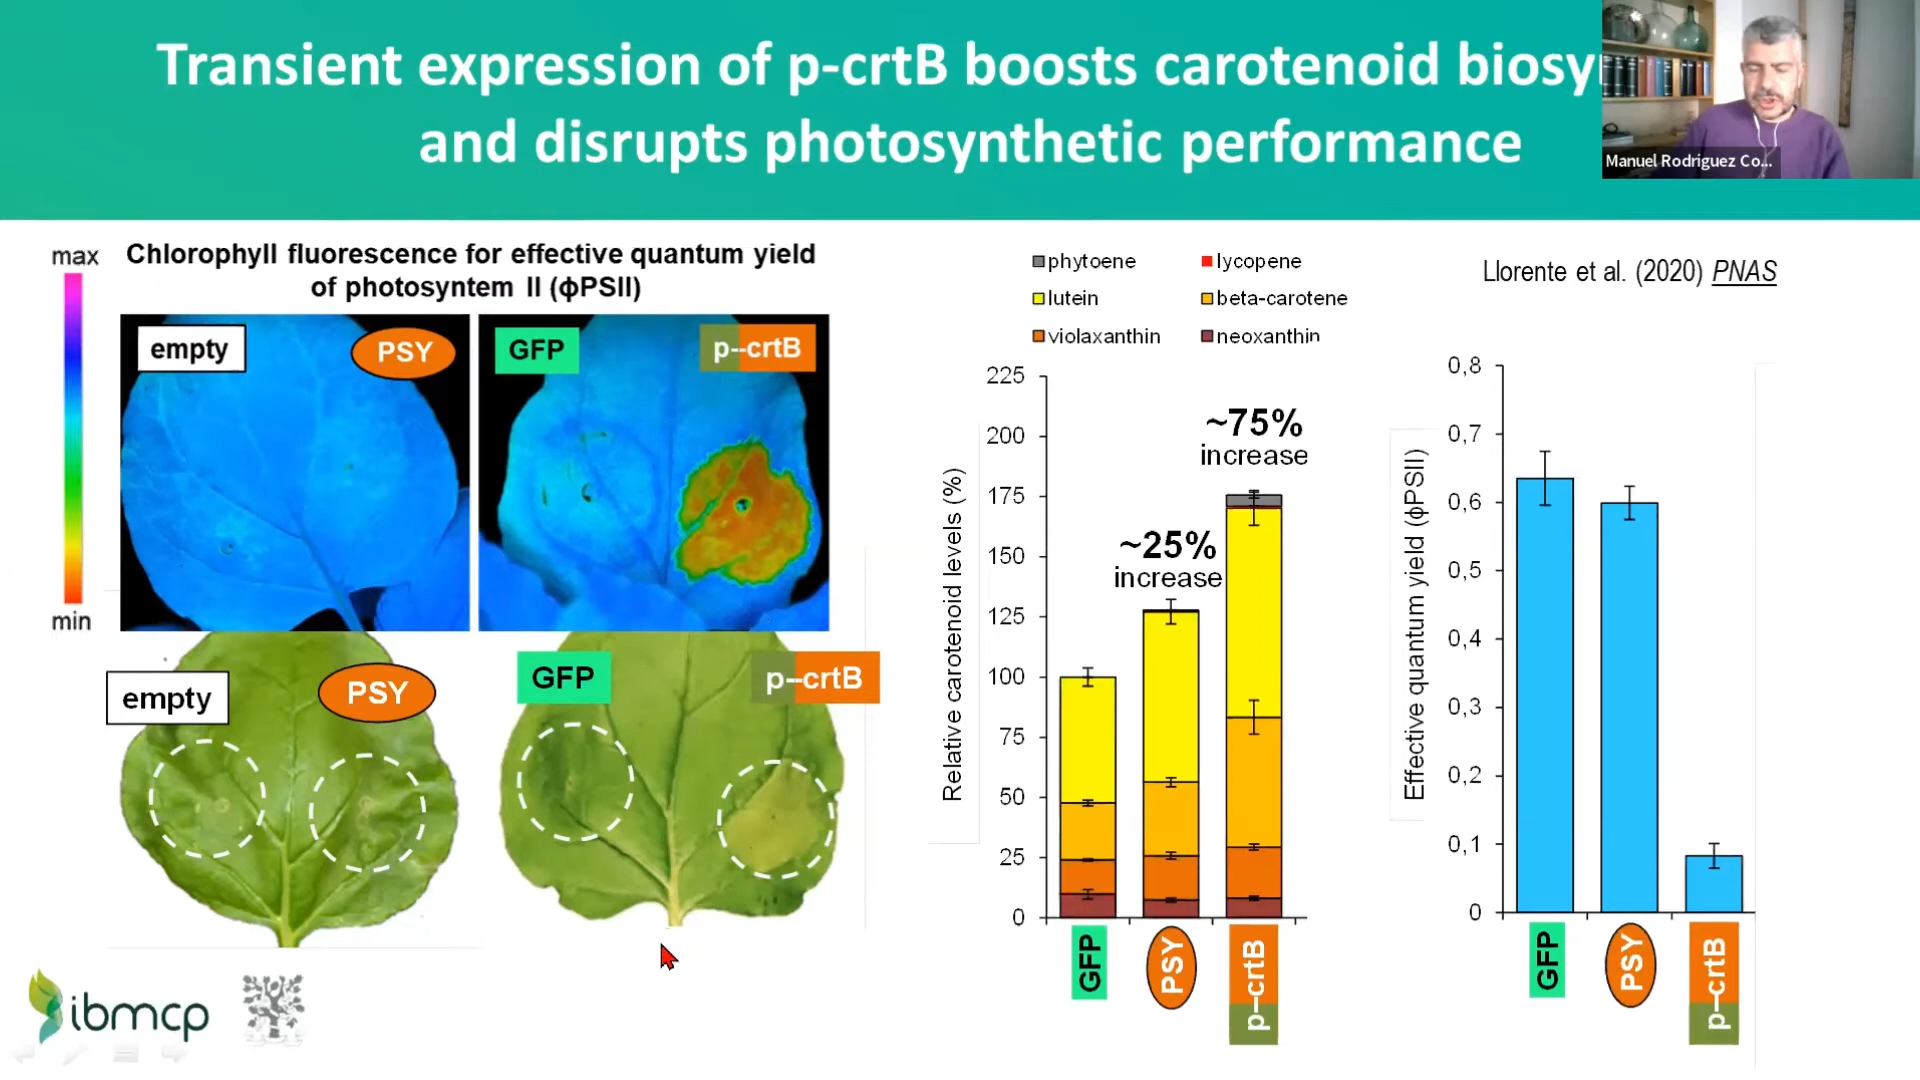 Transient expression of p-crtB boosts carotenoid biosy
and disrupts photosynthetic performance
Manuel Rodriguez Co...
max
min
Chlorophyll fluorescence for effective quantum yield
of photosyntem II (ϕPSII)
empty
PSY
GFP
p--crtB
empty
PSY
GFP
p--crtB
phytoene
lycopene
lutein
beta-carotene
violaxanthin
neoxanthin
Relative carotenoid levels (%)
225
200
175
150
125
100
75
50
25
0
~25%
increase
~75%
increase
GFP
PSY
p--crtB
Llorente et al. (2020) PNAS
Effective quantum yield (ϕPSII)
0,8
0,7
0,6
0,5
0,4
0,3
0,2
0,1
0
GFP
PSY
p--crtB
ibmcp